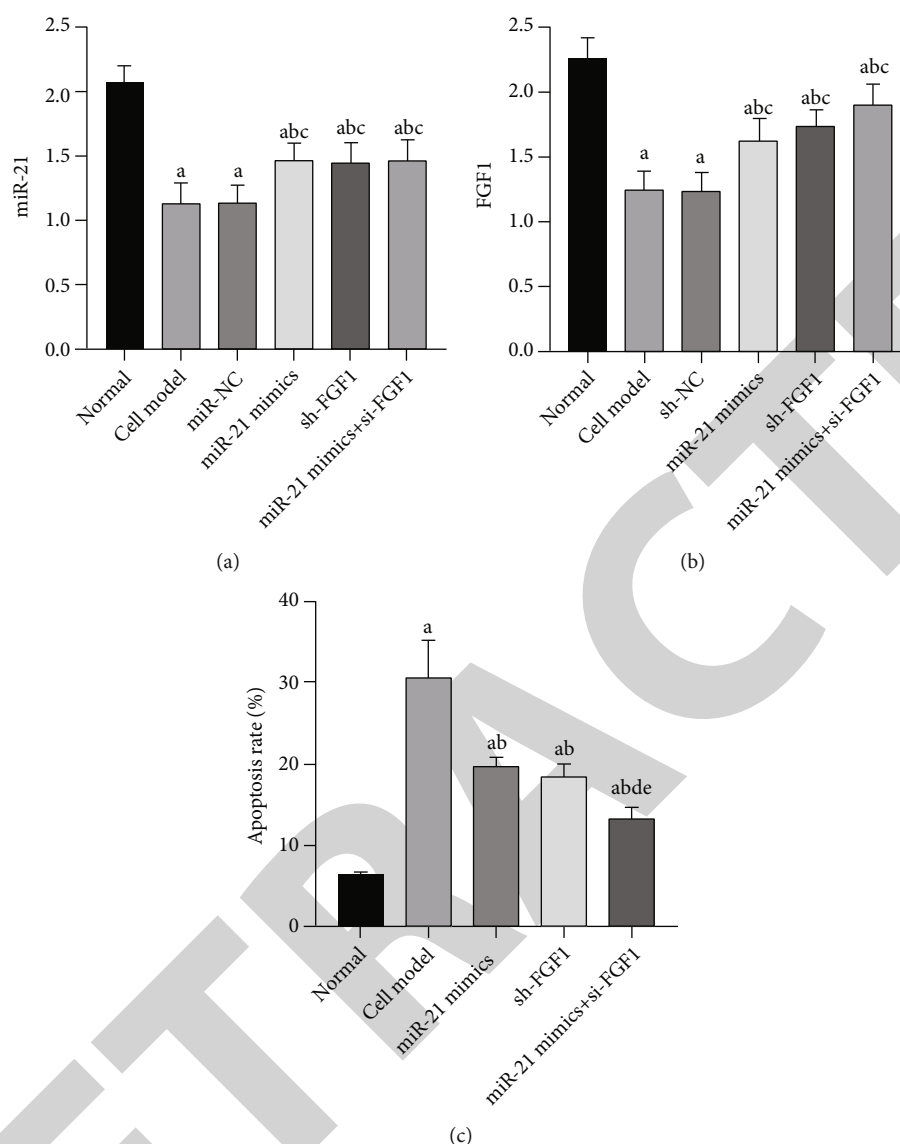 2.5
2.0
1.5
1.0
0.5
0.0
miR-21
a
a
abc
abc
abc
Normal
Cell model
miR-NC
miR-21 mimics
sh-FGF1
miR-21 mimics+si-FGF1
(a)
2.5
2.0
1.5
1.0
0.5
0.0
FGF1
a
a
abc
abc
abc
Normal
Cell model
sh-NC
miR-21 mimics
sh-FGF1
miR-21 mimics+si-FGF1
(b)
40
30
20
10
0
Apoptosis rate (%)
a
ab
ab
abde
Normal
Cell model
miR-21 mimics
sh-FGF1
miR-21 mimics+si-FGF1
(c)